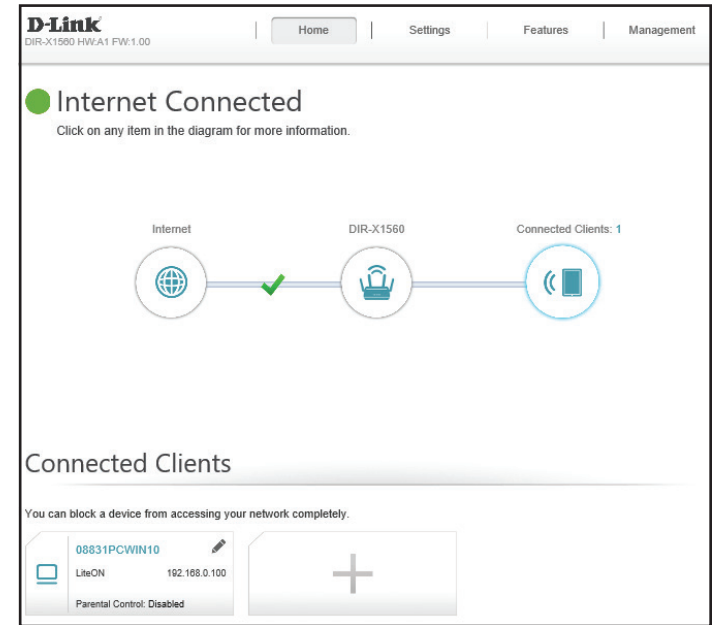 D-Link
DIR-X1560 HW:A1 FW:1.00
Home Settings Features Management
Internet Connected
Click on any item in the diagram for more information.
Internet DIR-X1560 Connected Clients: 1
Connected Clients
You can block a device from accessing your network completely.
08831PCWIN10
LiteON 192.168.0.100
Parental Control: Disabled